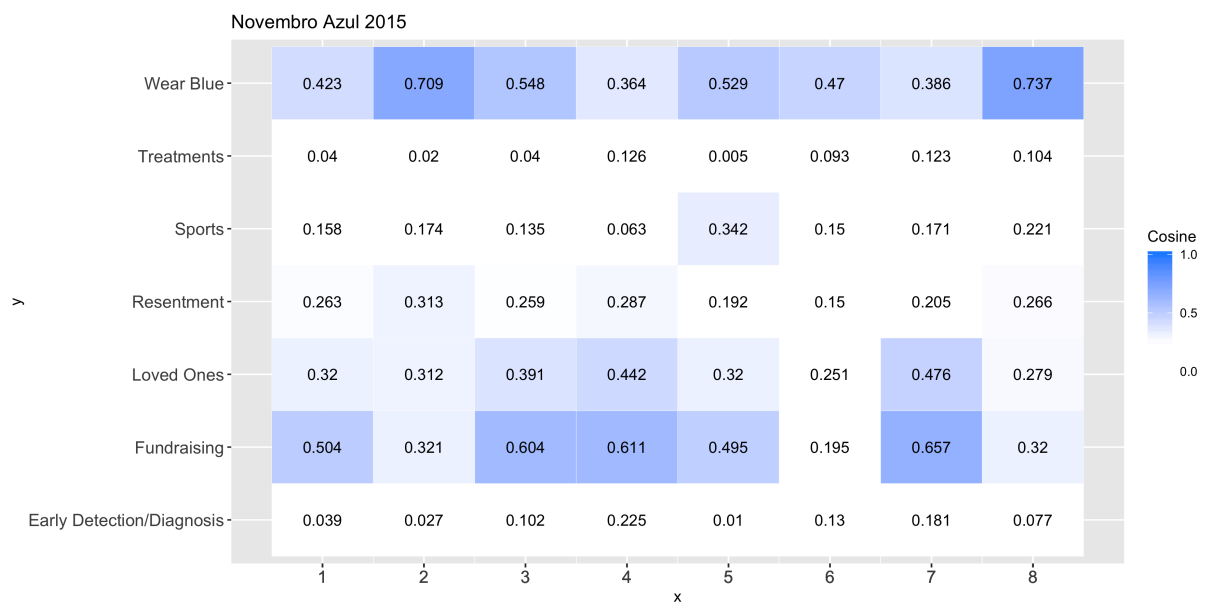 Novembro Azul 2015
Wear Blue 0.423 0.709 0.548 0.364 0.529 0.47 0.386 0.737
Treatments 0.04 0.02 0.04 0.126 0.005 0.093 0.123 0.104
Sports 0.158 0.174 0.135 0.063 0.342 0.15 0.171 0.221
Resentment 0.263 0.313 0.259 0.287 0.192 0.15 0.205 0.266
Loved Ones 0.32 0.312 0.391 0.442 0.32 0.251 0.476 0.279
Fundraising 0.504 0.321 0.604 0.611 0.495 0.195 0.657 0.32
Early Detection/Diagnosis 0.039 0.027 0.102 0.225 0.01 0.13 0.181 0.077
1 2 3 4 5 6 7 8
x
y
Cosine
1.0
0.5
0.0